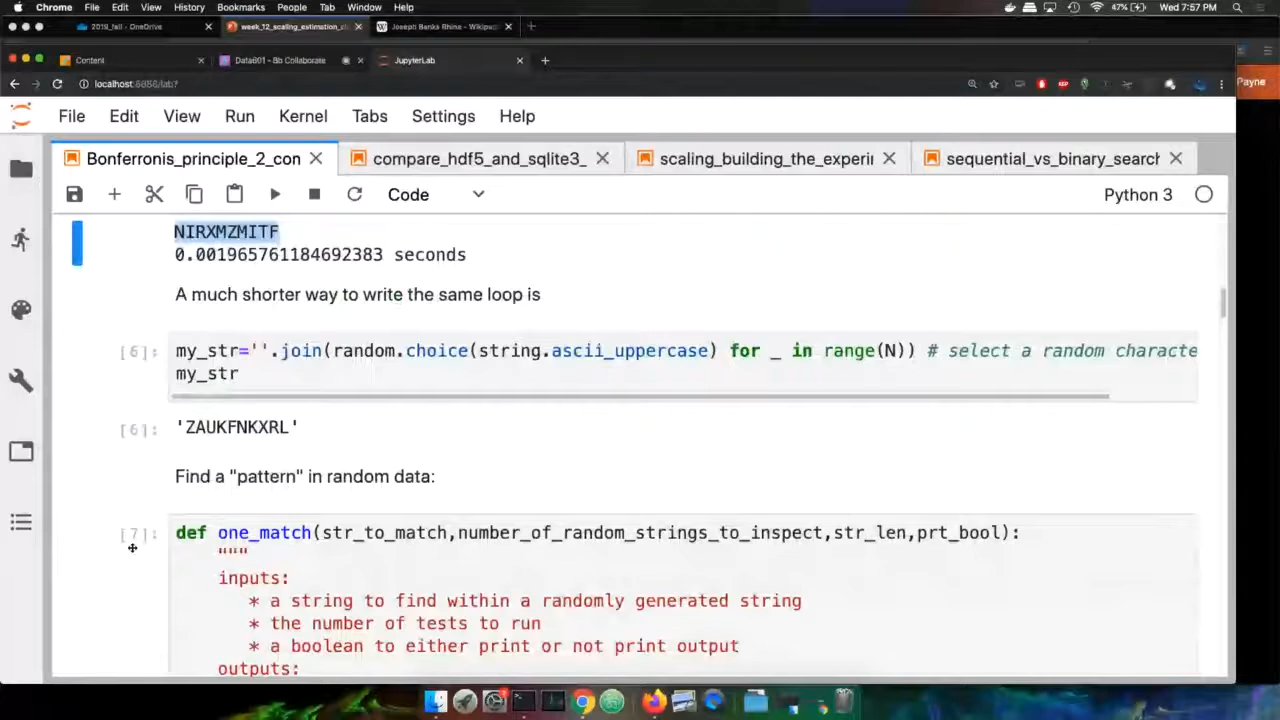 Chrome File Edit View History Bookmarks People Tab Window Help 47% Wed 7:57 PM
2019_fall - OneDrive week_12_scaling_estimation_ Joseph Banks Rhine - Wikip
Content Data601 - Bb Collaborate JupyterLab
localhost:8856/lab? Payne
File Edit View Run Kernel Tabs Settings Help
Bonferronis_principle_2_con compare_hdf5_and_sqlite3_ scaling_building_the_experi sequential_vs_binary_search
Code Python 3
NIRXMZMITF
0.001965761184692383 seconds
A much shorter way to write the same loop is
[6]: my_str=''.join(random.choice(string.ascii_uppercase) for _ in range(N)) # select a random characte
my_str
[6]: 'ZAUKFNKXRL'
Find a "pattern" in random data:
[7]: def one_match(str_to_match,number_of_random_strings_to_inspect,str_len,prt_bool):
"""
inputs:
* a string to find within a randomly generated string
* the number of tests to run
* a boolean to either print or not print output
outputs: